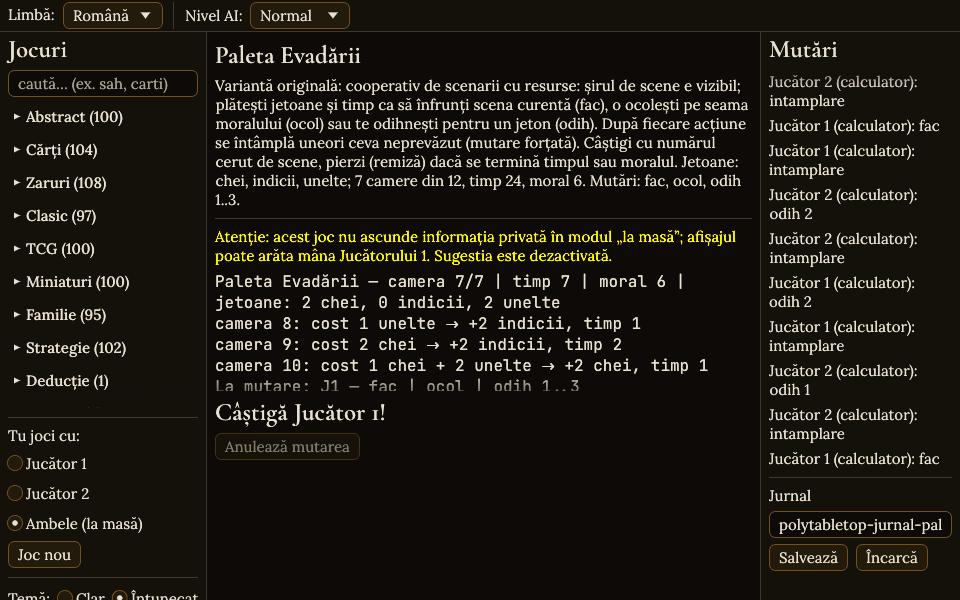 Limbă: Română ▼ Nivel AI: Normal ▼
Jocuri
caută... (ex. sah, carti)
▸ Abstract (100)
▸ Cărți (104)
▸ Zaruri (108)
▸ Clasic (97)
▸ TCG (100)
▸ Miniaturi (100)
▸ Familie (95)
▸ Strategie (102)
▸ Deducție (1)
Tu joci cu:
Jucător 1
Jucător 2
Ambele (la masă)
Joc nou
Temă: Clar Întunecat
Paleta Evadării
Variantă originală: cooperativ de scenarii cu resurse: șirul de scene e vizibil;
plătești jetoane și timp ca să înfrunți scena curentă (fac), o ocolești pe seama
moralului (ocol) sau te odihnești pentru un jeton (odih). După fiecare acțiune
se întâmplă uneori ceva neprevăzut (mutare forțată). Câștigi cu numărul
cerut de scene, pierzi (remiză) dacă se termină timpul sau moralul. Jetoane:
chei, indicii, unelte; 7 camere din 12, timp 24, moral 6. Mutări: fac, ocol, odih
1..3.
Atenție: acest joc nu ascunde informația privată în modul „la masă”; afișajul
poate arăta mâna Jucătorului 1. Sugestia este dezactivată.
Paleta Evadării — camera 7/7 | timp 7 | moral 6 |
jetoane: 2 chei, 0 indicii, 2 unelte
camera 8: cost 1 unelte → +2 indicii, timp 1
camera 9: cost 2 chei → +2 indicii, timp 2
camera 10: cost 1 chei + 2 unelte → +2 chei, timp 1
La mutare: J1 — fac | ocol | odih 1..3
Câștigă Jucător 1!
Anulează mutarea
Mutări
Jucător 2 (calculator):
intamplare
Jucător 1 (calculator): fac
Jucător 1 (calculator):
intamplare
Jucător 2 (calculator):
odih 2
Jucător 2 (calculator):
intamplare
Jucător 1 (calculator):
odih 2
Jucător 1 (calculator):
intamplare
Jucător 2 (calculator):
odih 1
Jucător 2 (calculator):
intamplare
Jucător 1 (calculator): fac
Jurnal
polytabletop-jurnal-pal
Salvează Încarcă